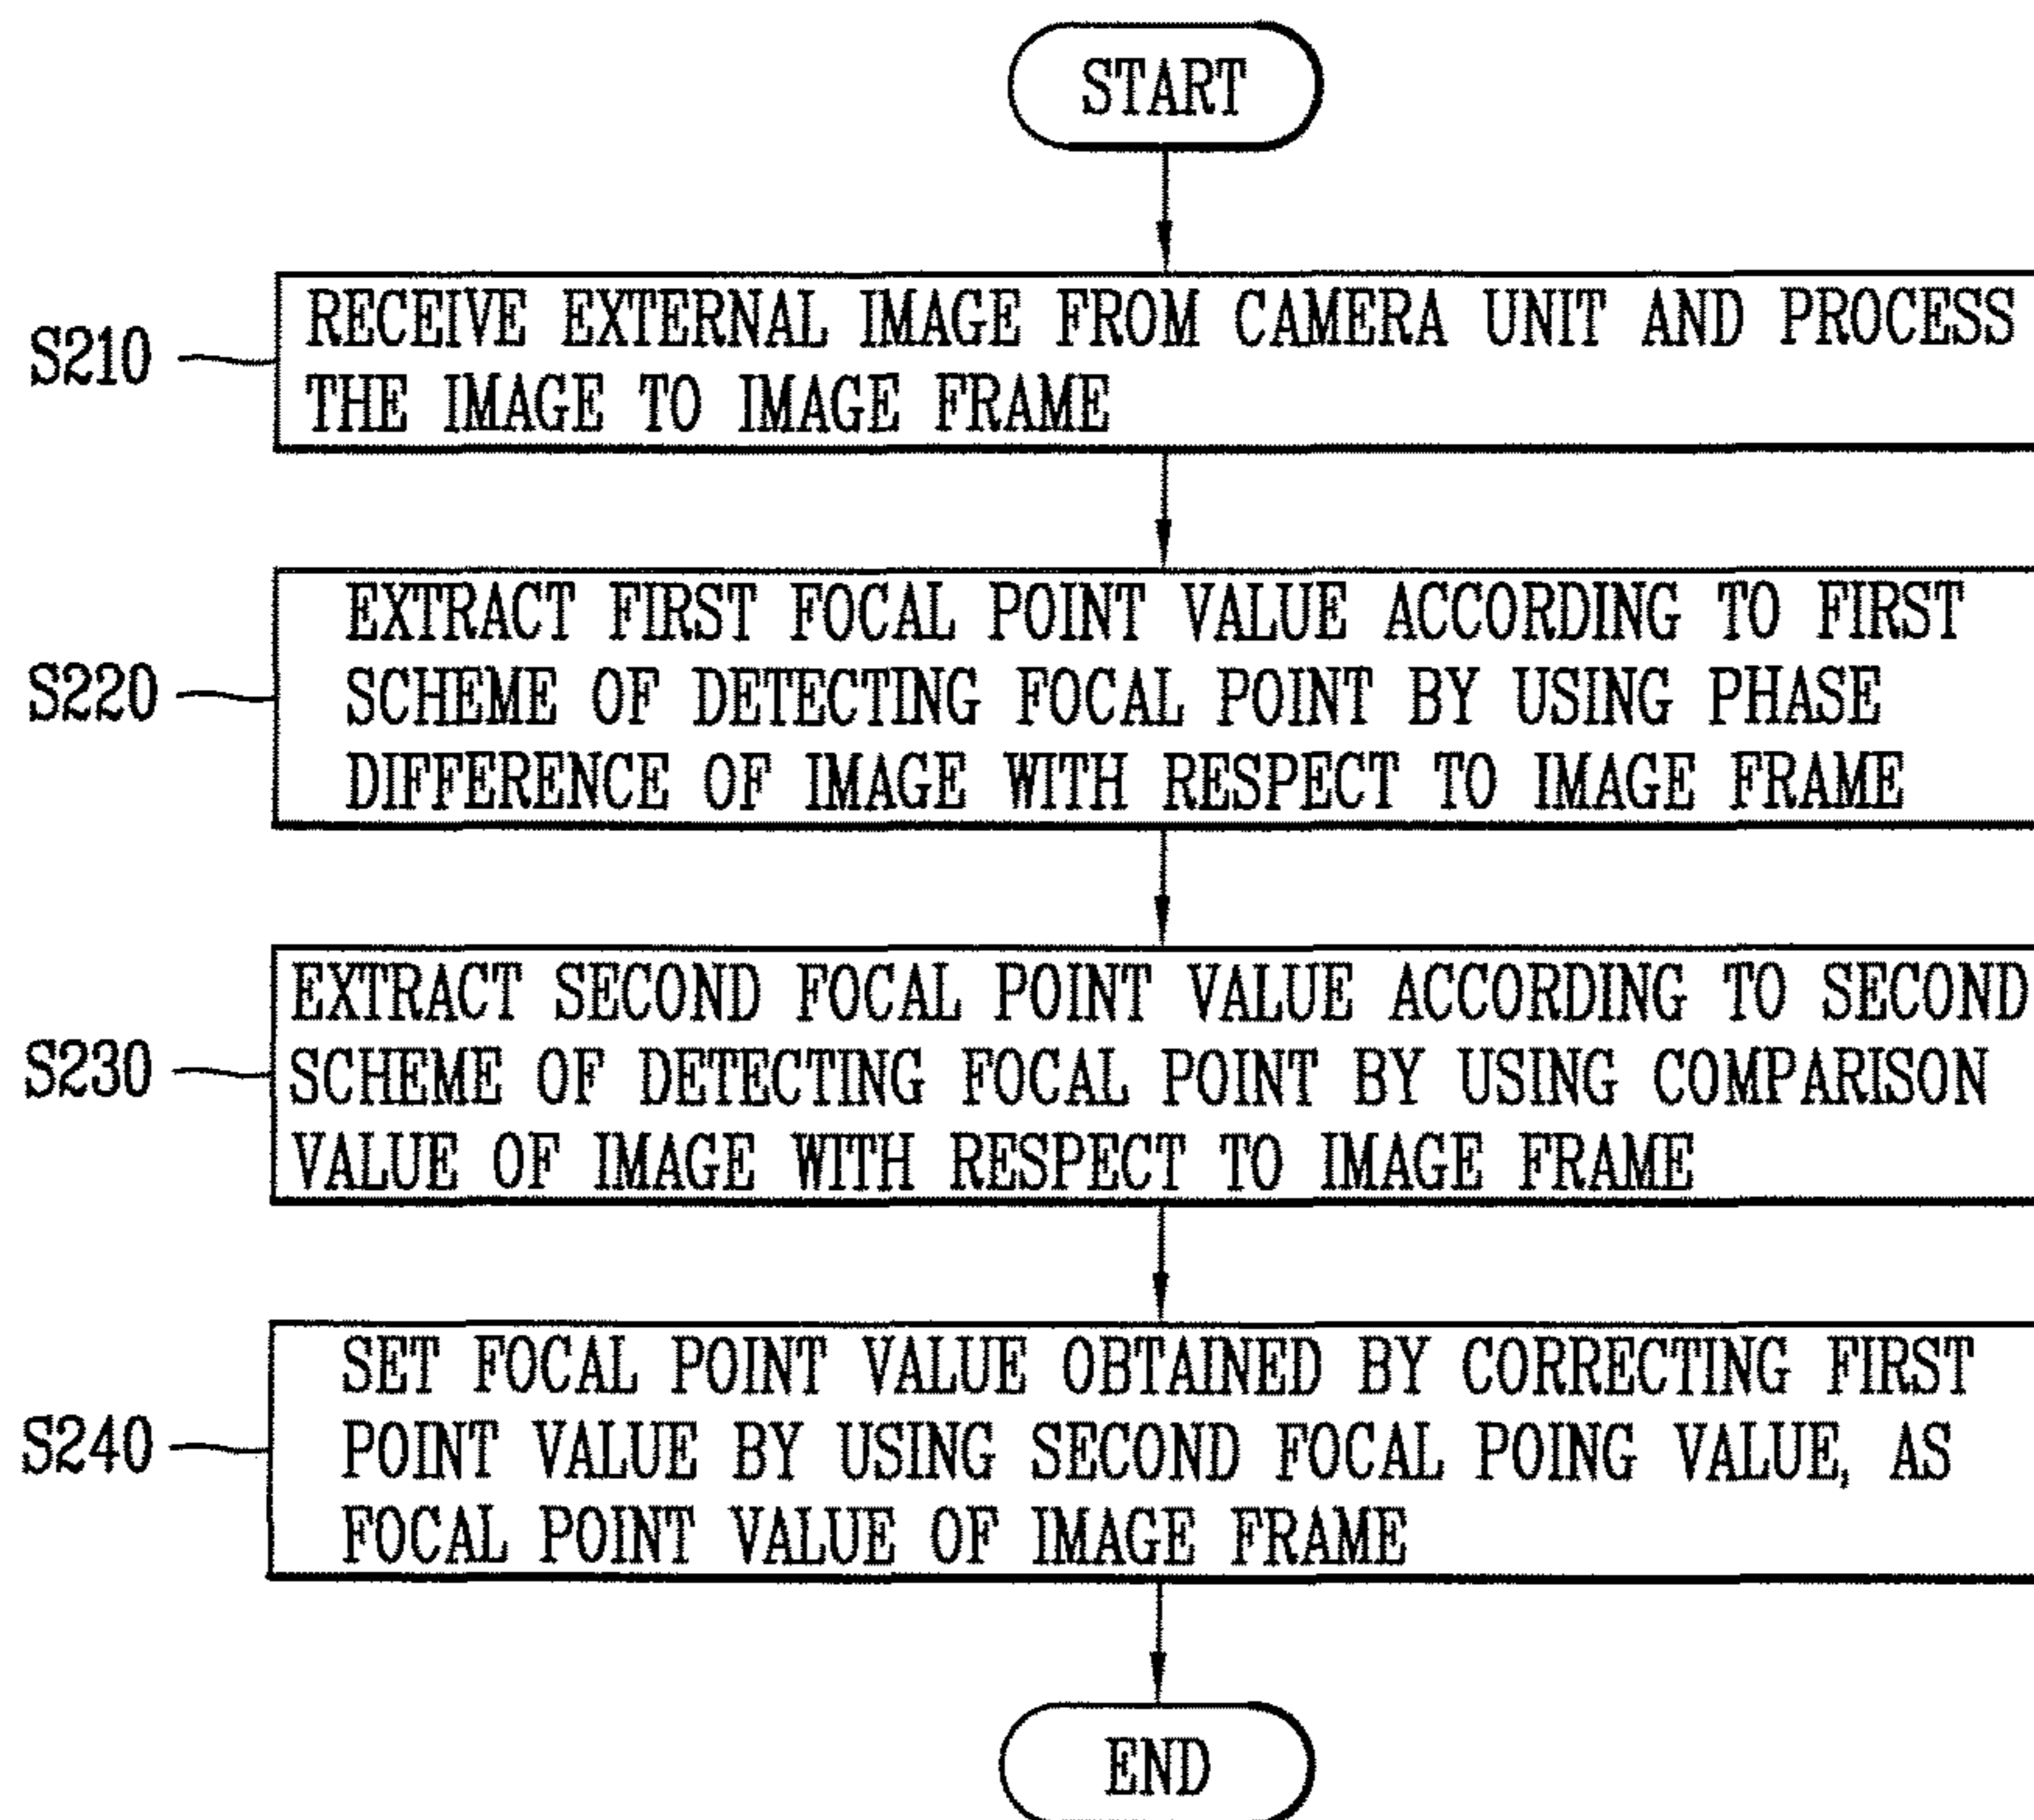 START
S210
RECEIVE EXTERNAL IMAGE FROM CAMERA UNIT AND PROCESS
THE IMAGE TO IMAGE FRAME
S220
EXTRACT FIRST FOCAL POINT VALUE ACCORDING TO FIRST
SCHEME OF DETECTING FOCAL POINT BY USING PHASE
DIFFERENCE OF IMAGE WITH RESPECT TO IMAGE FRAME
S230
EXTRACT SECOND FOCAL POINT VALUE ACCORDING TO SECOND
SCHEME OF DETECTING FOCAL POINT BY USING COMPARISON
VALUE OF IMAGE WITH RESPECT TO IMAGE FRAME
S240
SET FOCAL POINT VALUE OBTAINED BY CORRECTING FIRST
POINT VALUE BY USING SECOND FOCAL POING VALUE, AS
FOCAL POINT VALUE OF IMAGE FRAME
END